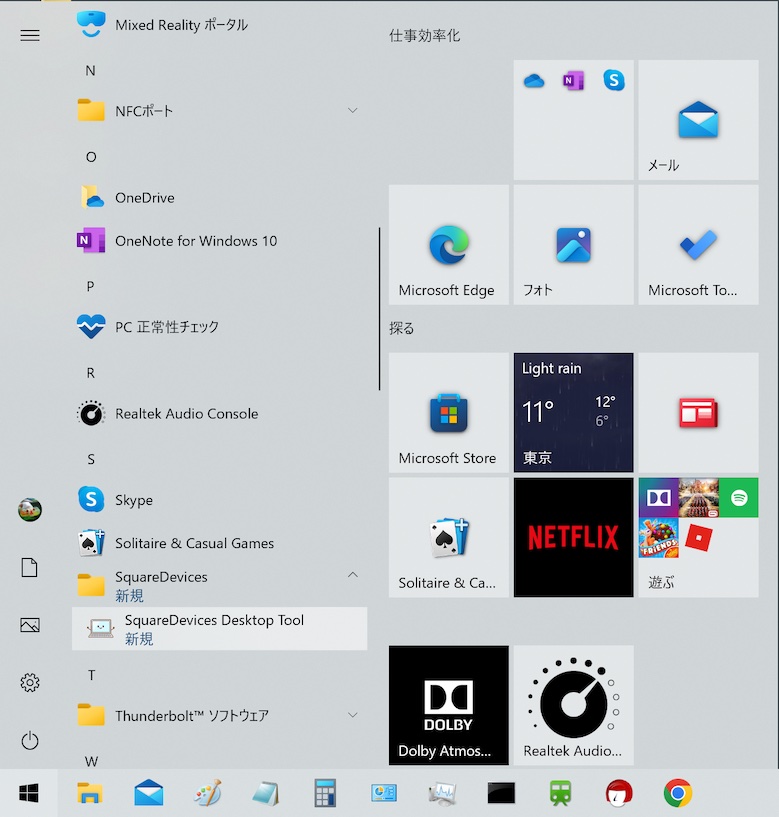 Mixed Reality ポータル
N
NFCポート
O
OneDrive
OneNote for Windows 10
P
PC 正常性チェック
R
Realtek Audio Console
S
Skype
Solitaire & Casual Games
SquareDevices
新規
SquareDevices Desktop Tool
新規
T
Thunderbolt™ ソフトウェア
W
仕事効率化
メール
Microsoft Edge
フォト
Microsoft To...
探る
Microsoft Store
Light rain
11°
12°
6°
東京
Solitaire & Ca...
NETFLIX
FRIENDS
遊ぶ
DOLBY
Dolby Atmos...
Realtek Audio...